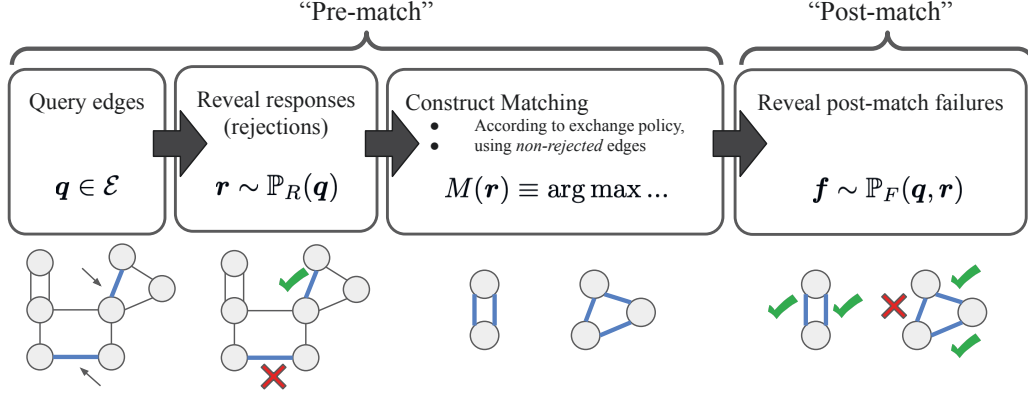 “Pre-match”
“Post-match”
Query edges
q ∈ ℰ
Reveal responses
(rejections)
r ∼ ℙ_R(q)
Construct Matching
● According to exchange policy,
● using non-rejected edges
M(r) ≡ arg max ...
Reveal post-match failures
f ∼ ℙ_F(q, r)